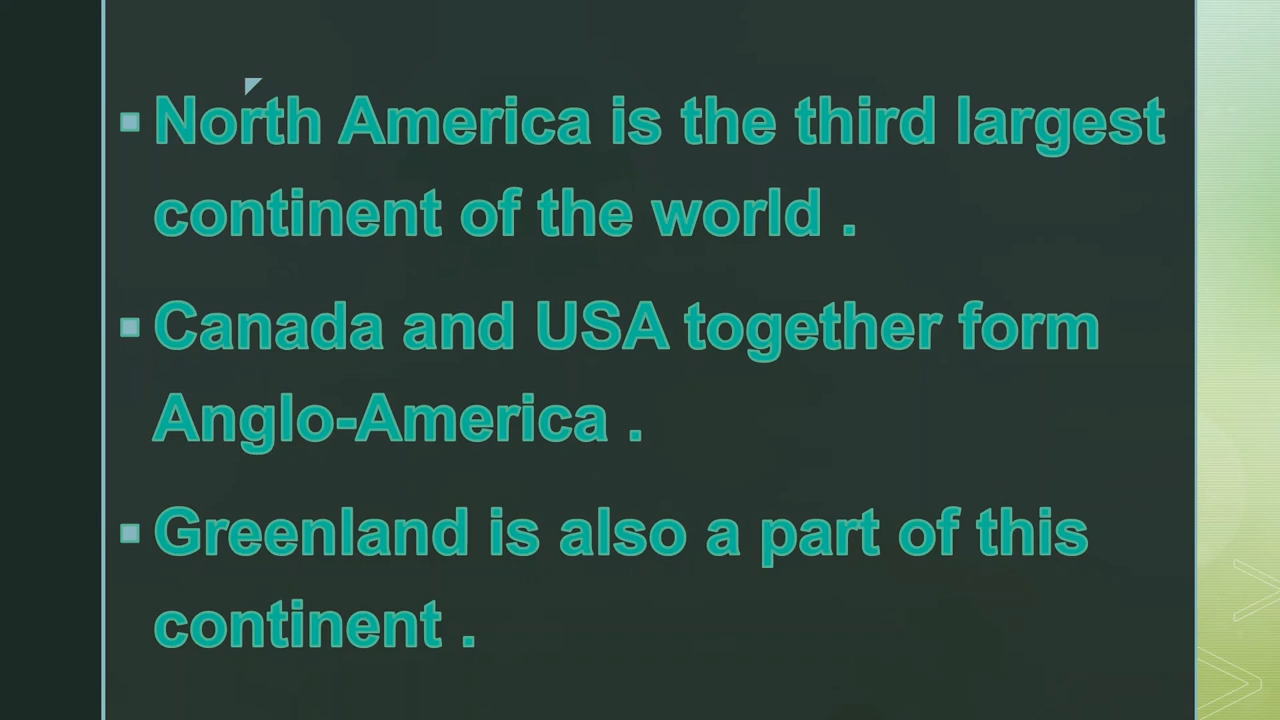 North America is the third largest
continent of the world .
Canada and USA together form
Anglo-America .
Greenland is also a part of this
continent .